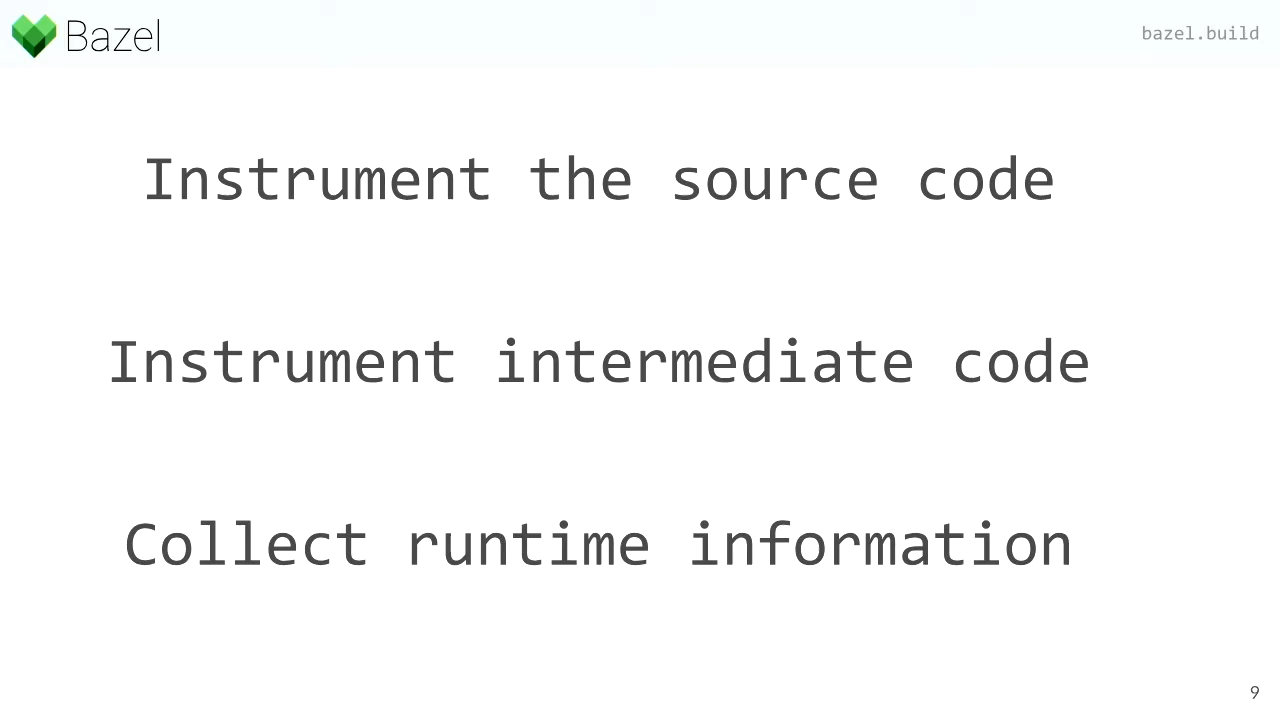 Bazel
bazel.build
Instrument the source code
Instrument intermediate code
Collect runtime information
9